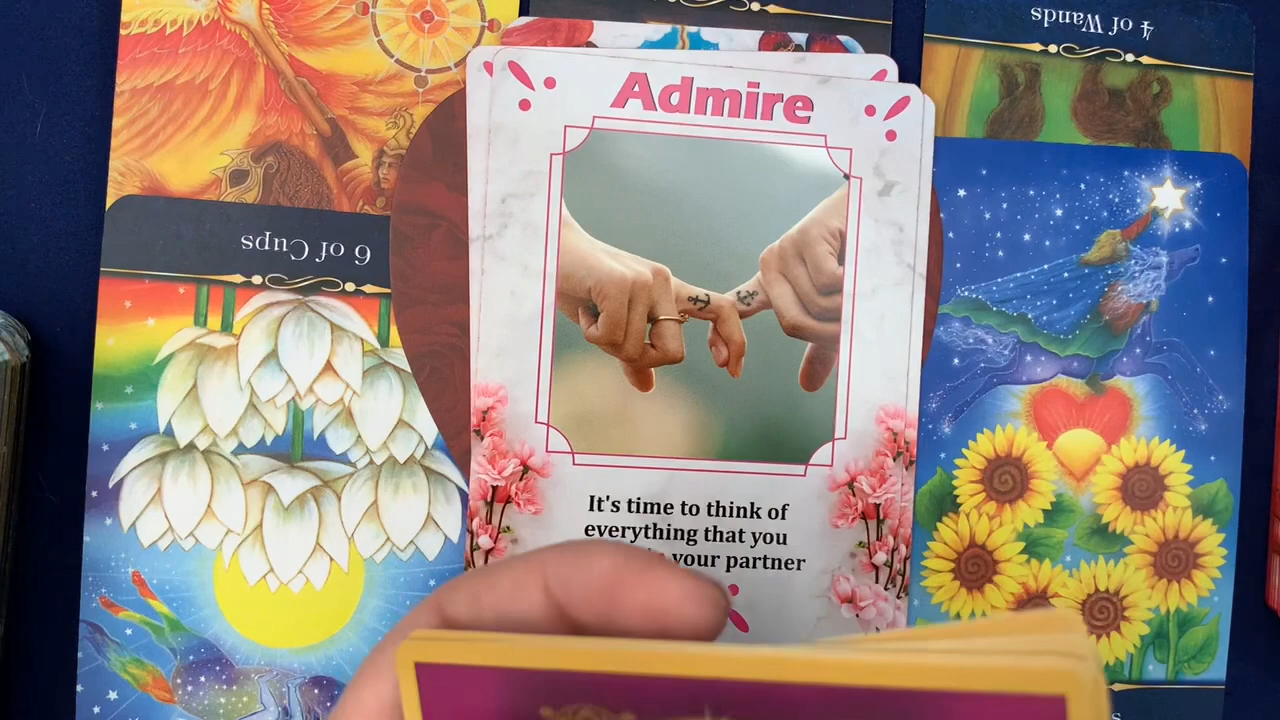 4 of Wands
Admire
6 of Cups
It's time to think of
everything that you
your partner